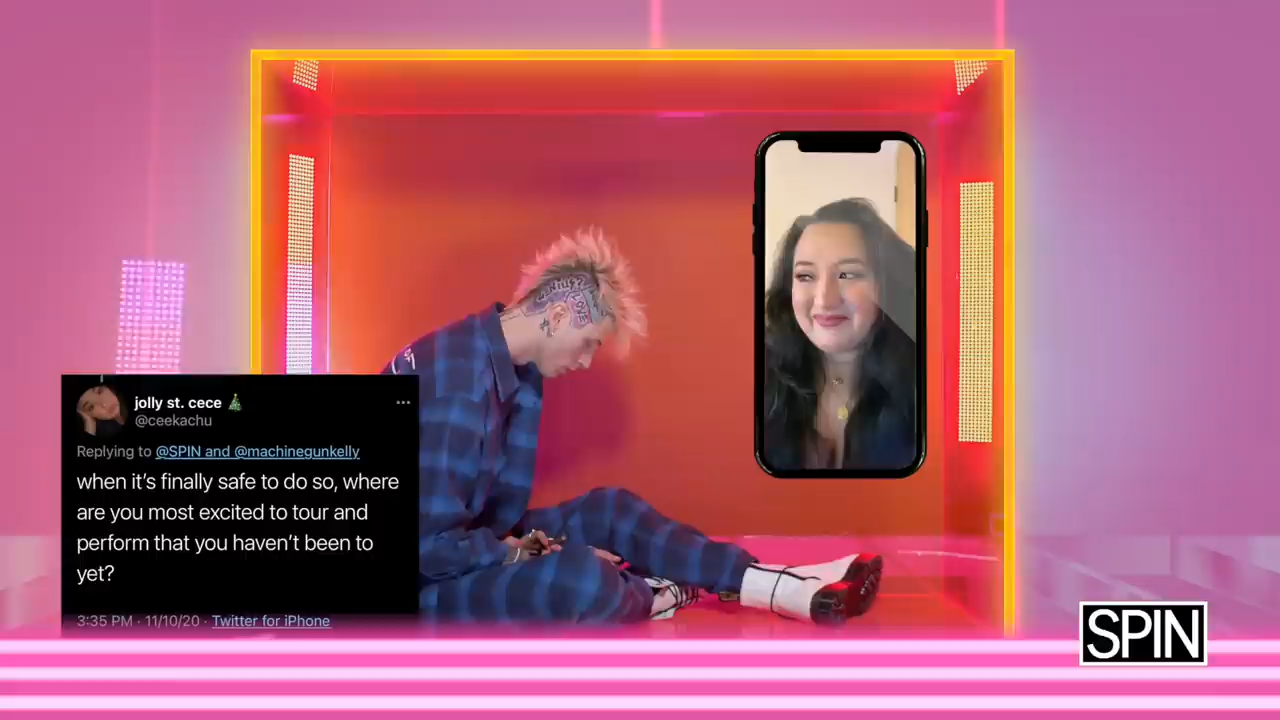 jolly st. cece
@ceekachu
Replying to @SPIN and @machinegunkelly
when it's finally safe to do so, where
are you most excited to tour and
perform that you haven't been to
yet?
3:35 PM · 11/10/20 · Twitter for iPhone
LOVE
SPIN